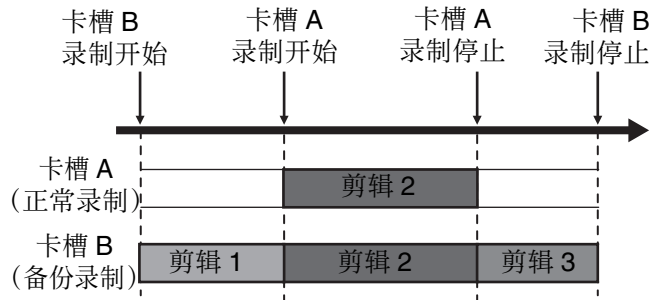 卡槽 B
录制开始
卡槽 A
录制开始
卡槽 A
录制停止
卡槽 B
录制停止
卡槽 A
（正常录制）
剪辑 2
卡槽 B
（备份录制）
剪辑 1
剪辑 2
剪辑 3